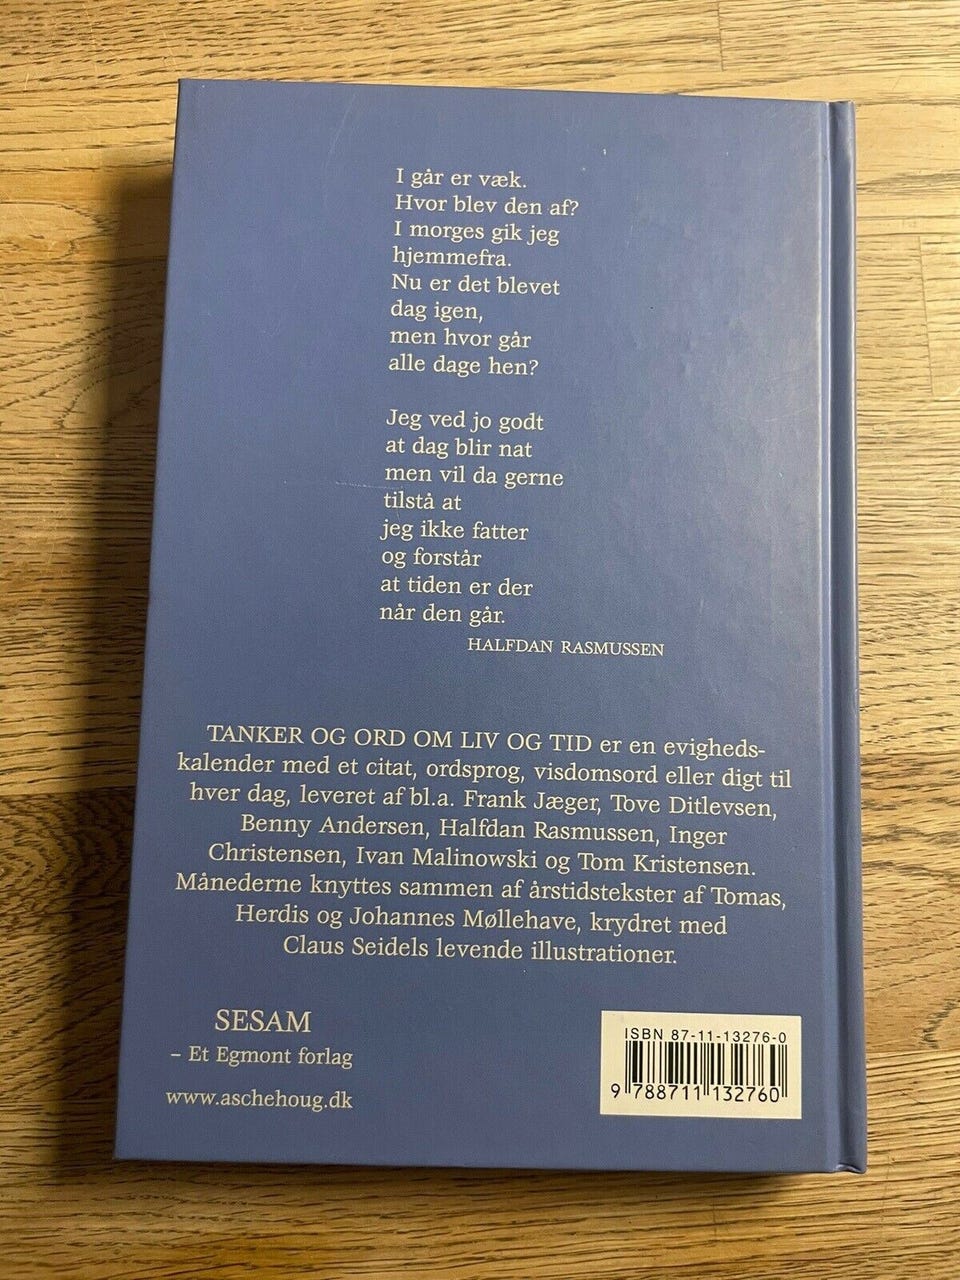 I går er væk.
Hvor blev den af?
I morges gik jeg
hjemmefra.
Nu er det blevet
dag igen,
men hvor går
alle dage hen?
Jeg ved jo godt
at dag blir nat
men vil da gerne
tilstå at
jeg ikke fatter
og forstår
at tiden er der
når den går.
HALFDAN RASMUSSEN
TANKER OG ORD OM LIV OG TID er en evigheds-
kalender med et citat, ordsprog, visdomsord eller digt til
hver dag, leveret af bl.a. Frank Jæger, Tove Ditlevsen,
Benny Andersen, Halfdan Rasmussen, Inger
Christensen, Ivan Malinowski og Tom Kristensen.
Månederne knyttes sammen af årstidstekster af Tomas,
Herdis og Johannes Møllehave, krydret med
Claus Seidels levende illustrationer.
SESAM
– Et Egmont forlag
www.aschehoug.dk
ISBN 87-11-13276-0
9 788711 132760